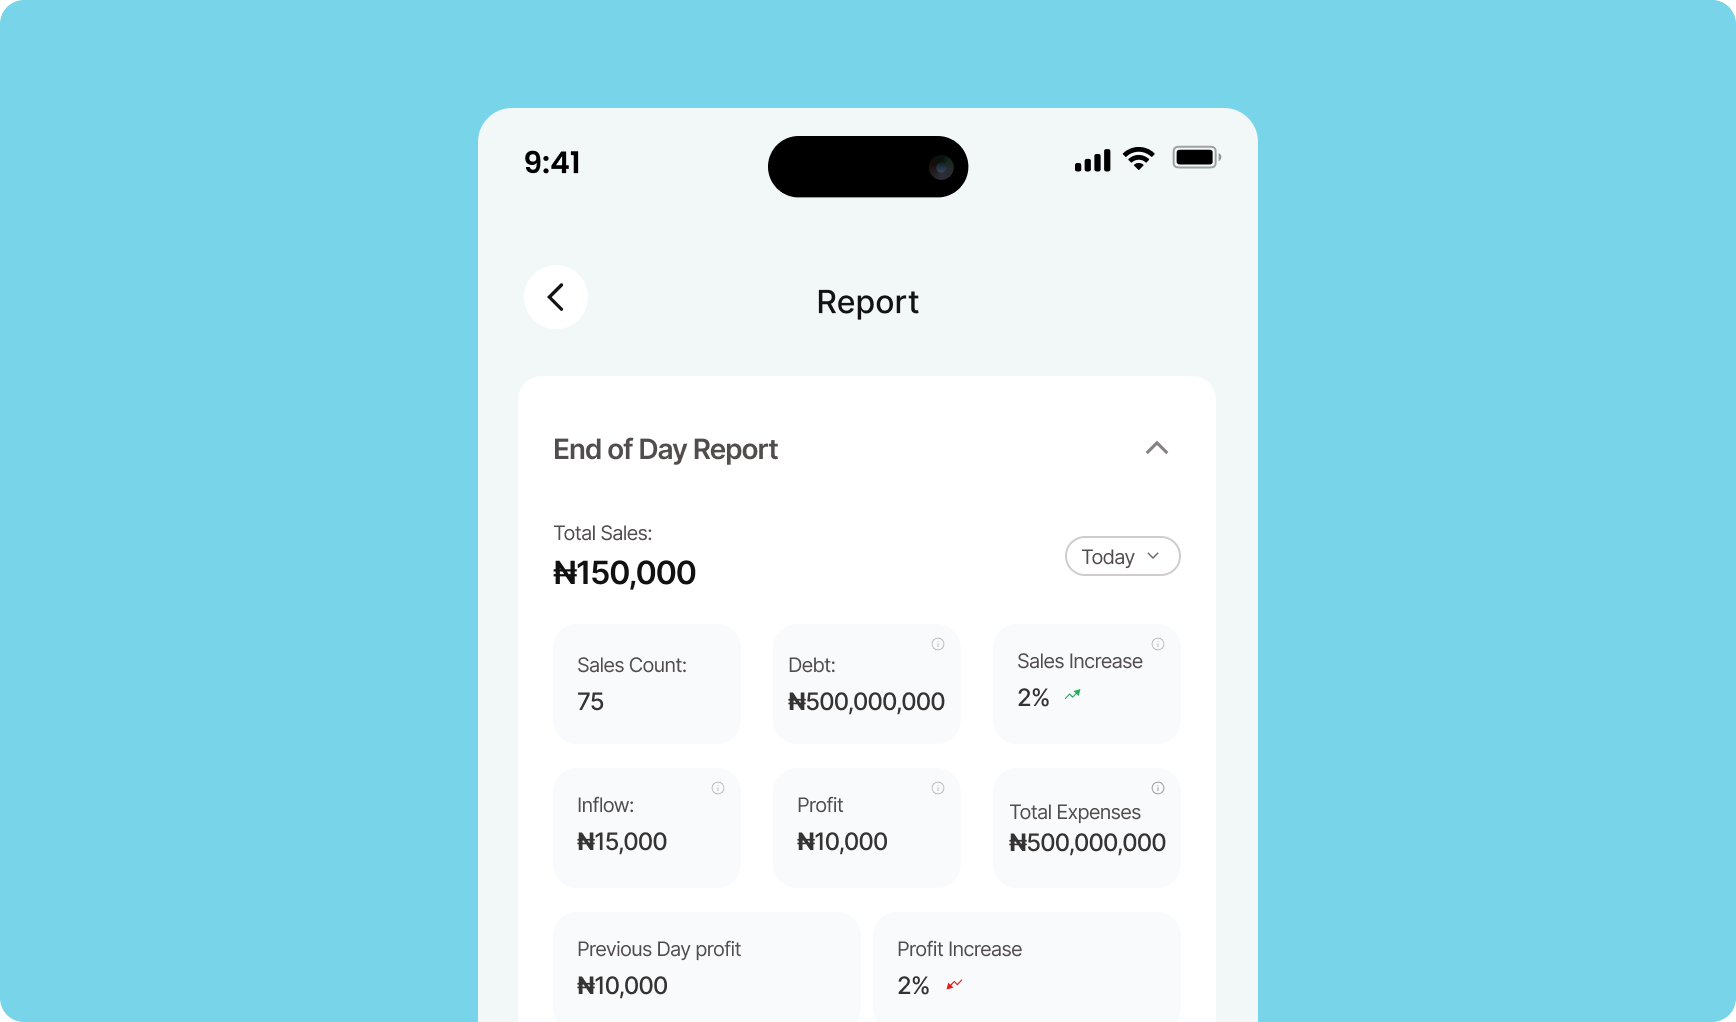 9:41
Report
End of Day Report
Total Sales:
₦150,000
Today
Sales Count:
75
Debt:
₦500,000,000
Sales Increase
2%
Inflow:
₦15,000
Profit
₦10,000
Total Expenses
₦500,000,000
Previous Day profit
₦10,000
Profit Increase
2%